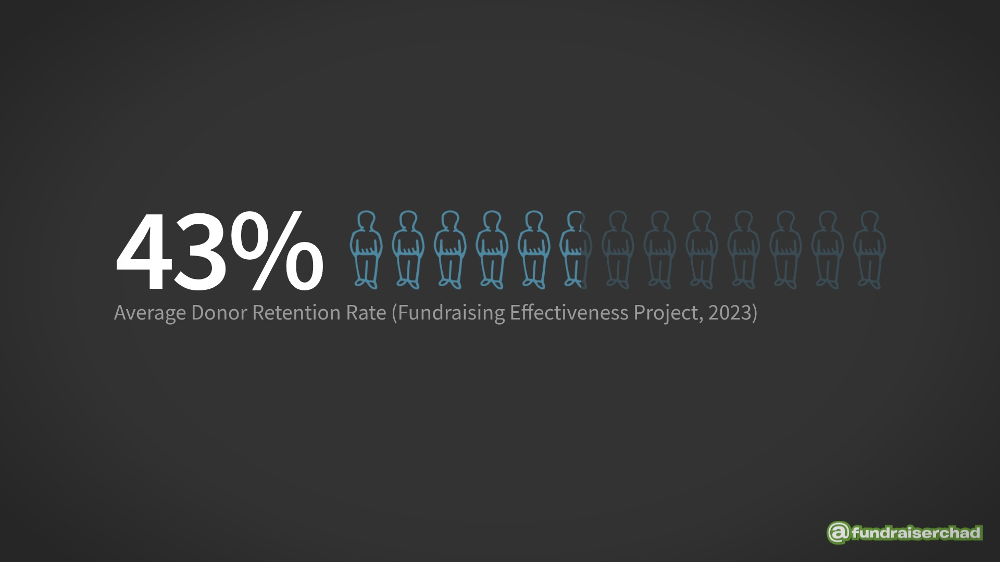 43%
Average Donor Retention Rate (Fundraising Effectiveness Project, 2023)
@fundraiserchad